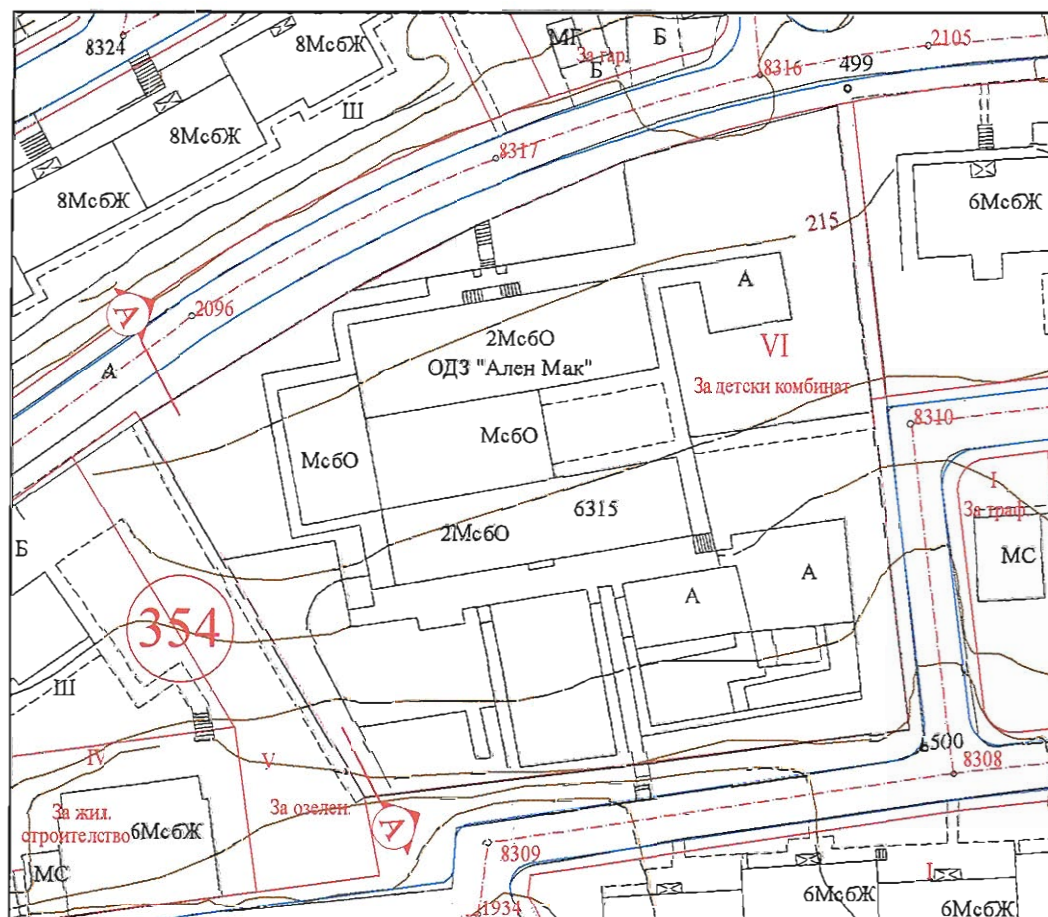 8324
8МсбЖ
МГ
Б
2105
За гар.
Б
8316
499
8МсбЖ
Ш
8МсбЖ
8317
8МсбЖ
6МсбЖ
215
А
2096
А
2МсбО
ОДЗ "Ален Мак"
VI
За детски комбинат
А
8310
МсбО
МсбО
I
За траф
6315
2МсбО
Б
МС
А
А
354
Ш
IV
V
500
8308
За жил.
строителство
За озелен.
6МсбЖ
А
8309
МС
I
6МсбЖ
6МсбЖ
1934